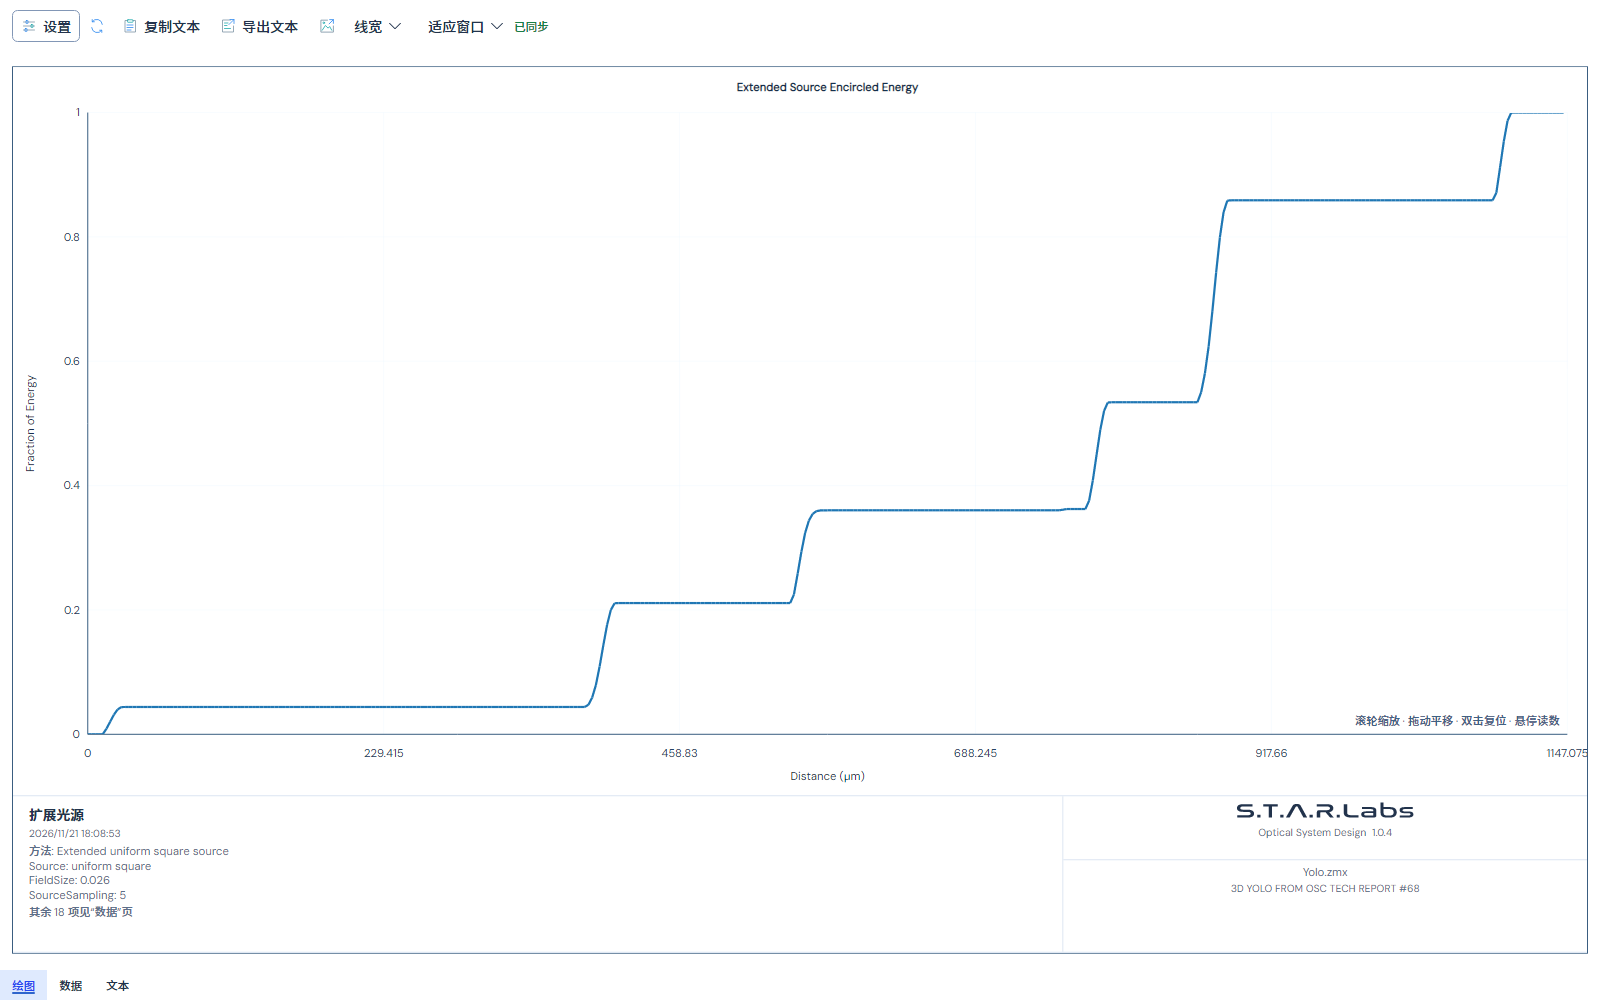 设置 复制文本 导出文本 线宽 适应窗口 已同步
Extended Source Encircled Energy
1
0.8
0.6
0.4
0.2
0
Fraction of Energy
滚轮缩放 · 拖动平移 · 双击复位 · 悬停读数
0 229.415 458.83 688.245 917.66 1147.075
Distance (μm)
扩展光源
2026/11/21 18:08:53
方法: Extended uniform square source
Source: uniform square
FieldSize: 0.026
SourceSampling: 5
其余 18 项见“数据”页
S.T.A.R.Labs
Optical System Design 1.0.4
Yolo.zmx
3D YOLO FROM OSC TECH REPORT #68
绘图 数据 文本